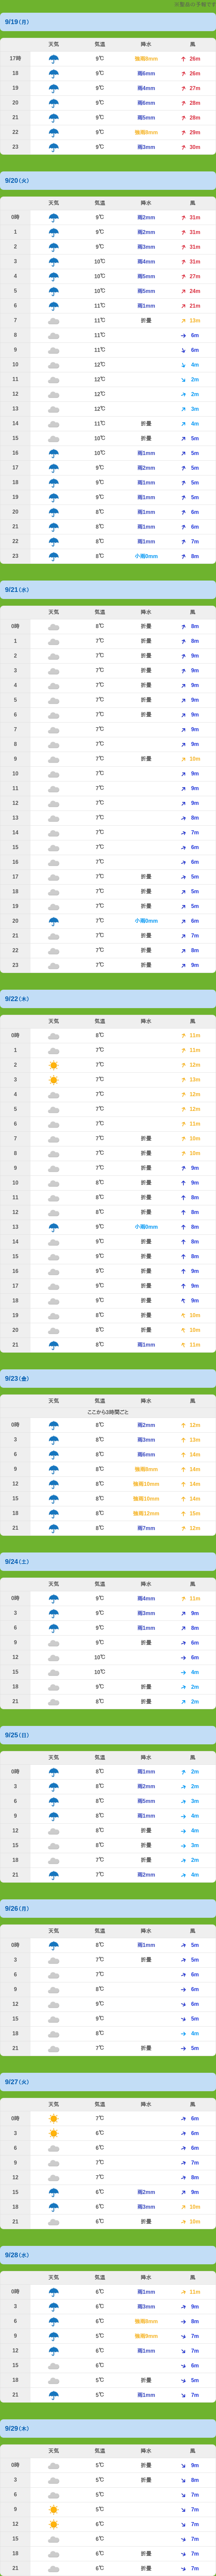 ※電池の予報です
9/19(月)
天気 気温 降水 風
17時 9℃ 強雨8mm 26m
18 9℃ 雨6mm 26m
19 9℃ 雨4mm 27m
20 9℃ 雨6mm 28m
21 9℃ 雨5mm 28m
22 9℃ 強雨8mm 29m
23 9℃ 雨3mm 30m
9/20(火)
天気 気温 降水 風
0時 9℃ 雨2mm 31m
1 9℃ 雨2mm 31m
2 9℃ 雨3mm 31m
3 10℃ 雨4mm 31m
4 10℃ 雨5mm 27m
5 10℃ 雨5mm 24m
6 11℃ 雨1mm 21m
7 11℃ 折畳 13m
8 11℃ 6m
9 11℃ 6m
10 12℃ 4m
11 12℃ 2m
12 12℃ 2m
13 12℃ 3m
14 11℃ 折畳 4m
15 10℃ 折畳 5m
16 10℃ 雨1mm 5m
17 9℃ 雨2mm 5m
18 9℃ 雨1mm 5m
19 9℃ 雨1mm 5m
20 8℃ 雨1mm 6m
21 8℃ 雨1mm 6m
22 8℃ 雨1mm 7m
23 8℃ 小雨0mm 8m
9/21(水)
天気 気温 降水 風
0時 8℃ 折畳 8m
1 7℃ 折畳 8m
2 7℃ 折畳 9m
3 7℃ 折畳 9m
4 7℃ 折畳 9m
5 7℃ 折畳 9m
6 7℃ 折畳 9m
7 7℃ 9m
8 7℃ 9m
9 7℃ 折畳 10m
10 7℃ 9m
11 7℃ 9m
12 7℃ 9m
13 7℃ 8m
14 7℃ 7m
15 7℃ 6m
16 7℃ 6m
17 7℃ 折畳 5m
18 7℃ 折畳 5m
19 7℃ 折畳 5m
20 7℃ 小雨0mm 6m
21 7℃ 折畳 7m
22 7℃ 折畳 8m
23 7℃ 折畳 9m
9/22(木)
天気 気温 降水 風
0時 8℃ 11m
1 7℃ 11m
2 7℃ 12m
3 7℃ 13m
4 7℃ 12m
5 7℃ 12m
6 7℃ 11m
7 7℃ 折畳 10m
8 7℃ 折畳 10m
9 7℃ 折畳 9m
10 8℃ 折畳 9m
11 8℃ 折畳 8m
12 8℃ 折畳 8m
13 9℃ 小雨0mm 8m
14 9℃ 折畳 8m
15 9℃ 折畳 8m
16 9℃ 折畳 9m
17 9℃ 折畳 9m
18 9℃ 折畳 9m
19 8℃ 折畳 10m
20 8℃ 折畳 10m
21 8℃ 雨1mm 11m
9/23(金)
天気 気温 降水 風
ここから3時間ごと
0時 8℃ 雨2mm 12m
3 8℃ 雨3mm 13m
6 8℃ 雨6mm 14m
9 8℃ 強雨8mm 14m
12 8℃ 強雨10mm 14m
15 8℃ 強雨10mm 14m
18 8℃ 強雨12mm 15m
21 8℃ 雨7mm 12m
9/24(土)
天気 気温 降水 風
0時 9℃ 雨4mm 11m
3 9℃ 雨3mm 9m
6 9℃ 雨1mm 8m
9 9℃ 折畳 6m
12 10℃ 6m
15 10℃ 4m
18 9℃ 折畳 2m
21 8℃ 折畳 2m
9/25(日)
天気 気温 降水 風
0時 8℃ 雨1mm 2m
3 8℃ 雨2mm 2m
6 8℃ 雨5mm 3m
9 8℃ 雨1mm 4m
12 8℃ 折畳 4m
15 8℃ 折畳 3m
18 7℃ 折畳 2m
21 7℃ 雨2mm 4m
9/26(月)
天気 気温 降水 風
0時 8℃ 雨1mm 5m
3 7℃ 折畳 5m
6 7℃ 6m
9 8℃ 6m
12 9℃ 6m
15 9℃ 5m
18 8℃ 4m
21 7℃ 折畳 5m
9/27(火)
天気 気温 降水 風
0時 7℃ 6m
3 6℃ 6m
6 6℃ 6m
9 7℃ 7m
12 7℃ 8m
15 6℃ 雨2mm 9m
18 6℃ 雨3mm 10m
21 6℃ 折畳 10m
9/28(水)
天気 気温 降水 風
0時 6℃ 雨1mm 11m
3 6℃ 雨3mm 9m
6 6℃ 強雨8mm 8m
9 5℃ 強雨9mm 7m
12 6℃ 雨1mm 7m
15 6℃ 6m
18 5℃ 折畳 5m
21 5℃ 雨1mm 7m
9/29(木)
天気 気温 降水 風
0時 5℃ 折畳 9m
3 5℃ 折畳 8m
6 5℃ 7m
9 5℃ 7m
12 6℃ 7m
15 6℃ 7m
18 6℃ 折畳 7m
21 6℃ 折畳 7m